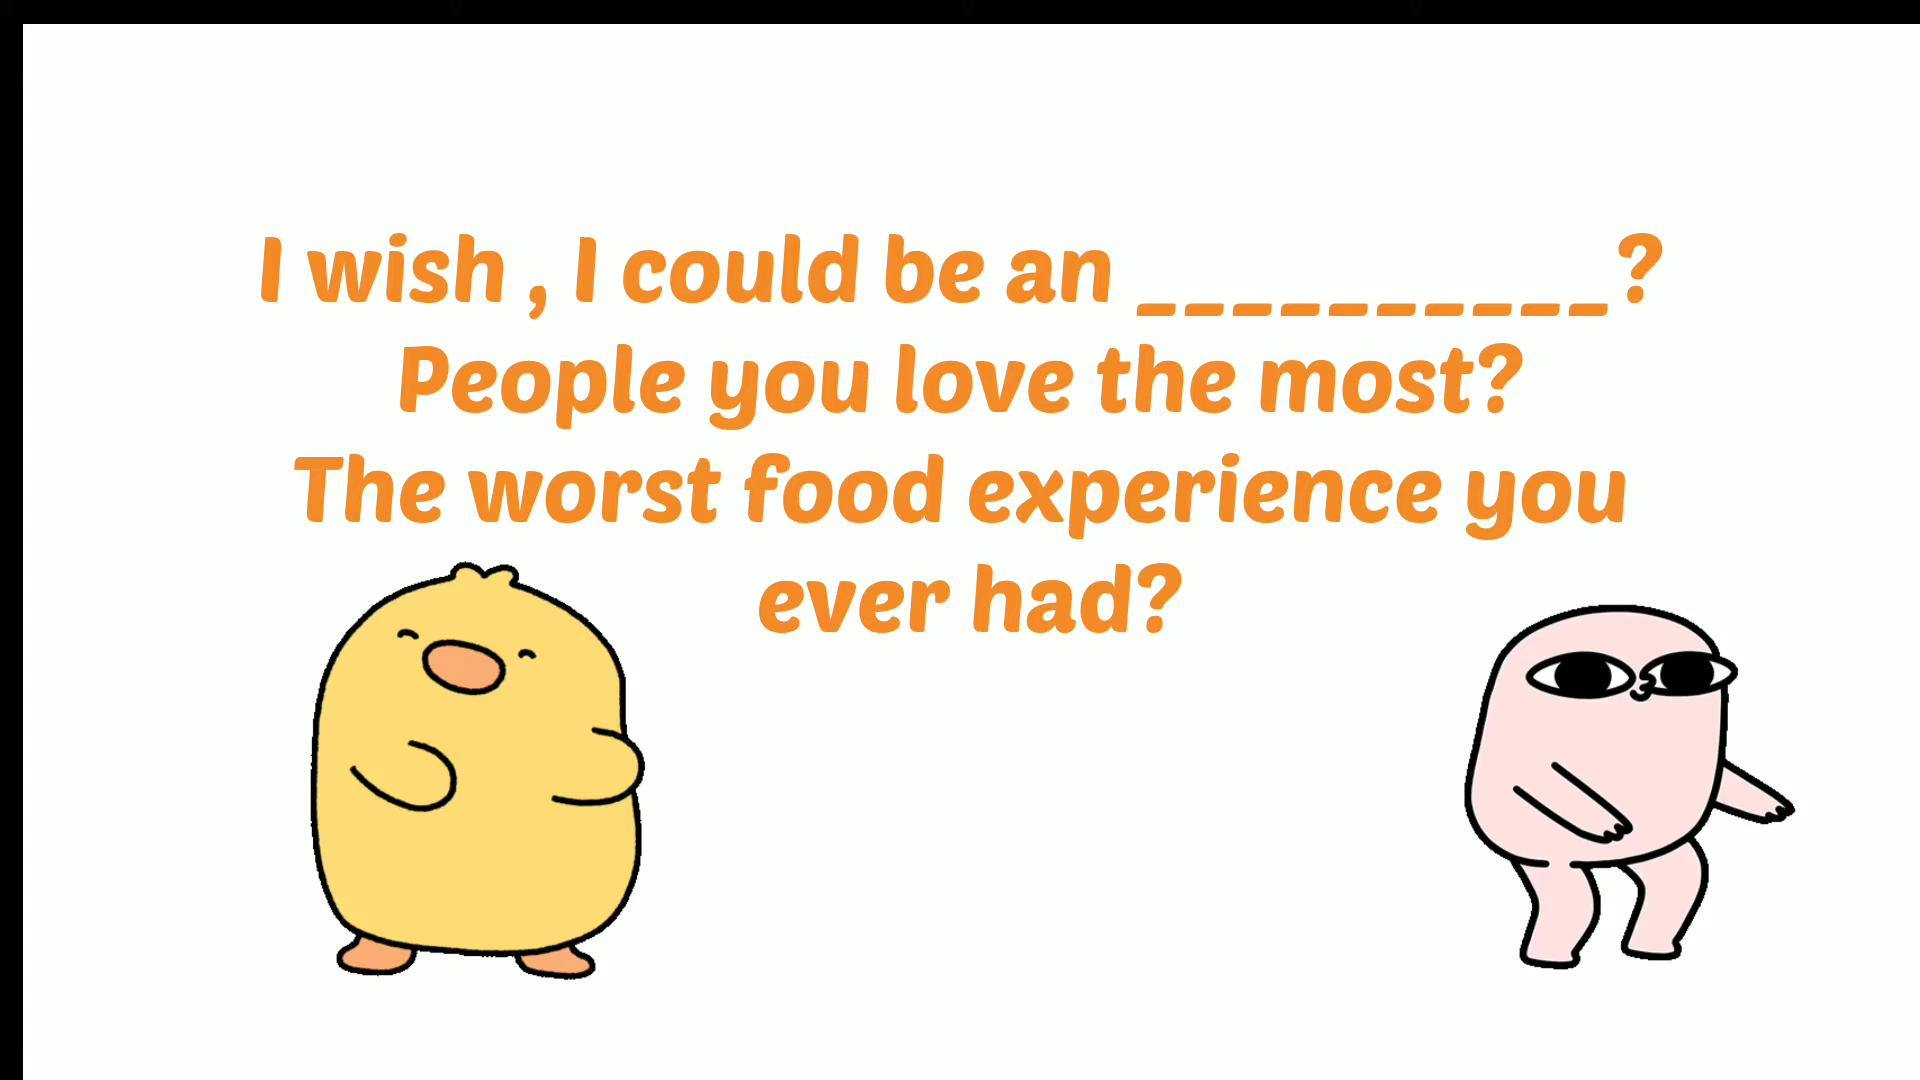 I wish , I could be an __________?
People you love the most?
The worst food experience you
ever had?